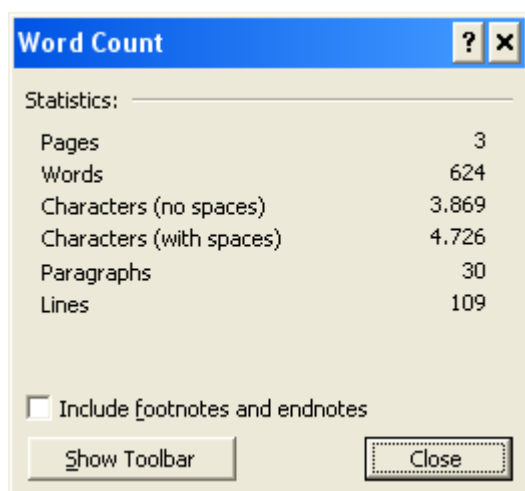 Word Count
Statistics:
Pages 3
Words 624
Characters (no spaces) 3.869
Characters (with spaces) 4.726
Paragraphs 30
Lines 109
Include footnotes and endnotes
Show Toolbar Close